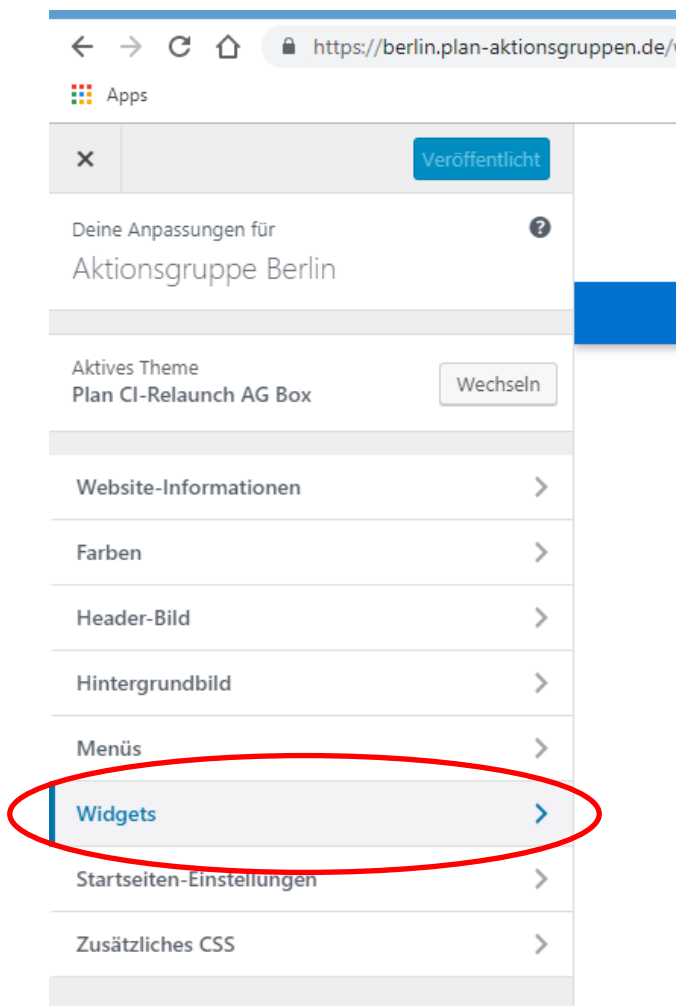 https://berlin.plan-aktionsgruppen.de/
Apps
Veröffentlicht
Deine Anpassungen für
Aktionsgruppe Berlin
Aktives Theme
Plan CI-Relaunch AG Box
Wechseln
Website-Informationen
Farben
Header-Bild
Hintergrundbild
Menüs
Widgets
Startseiten-Einstellungen
Zusätzliches CSS